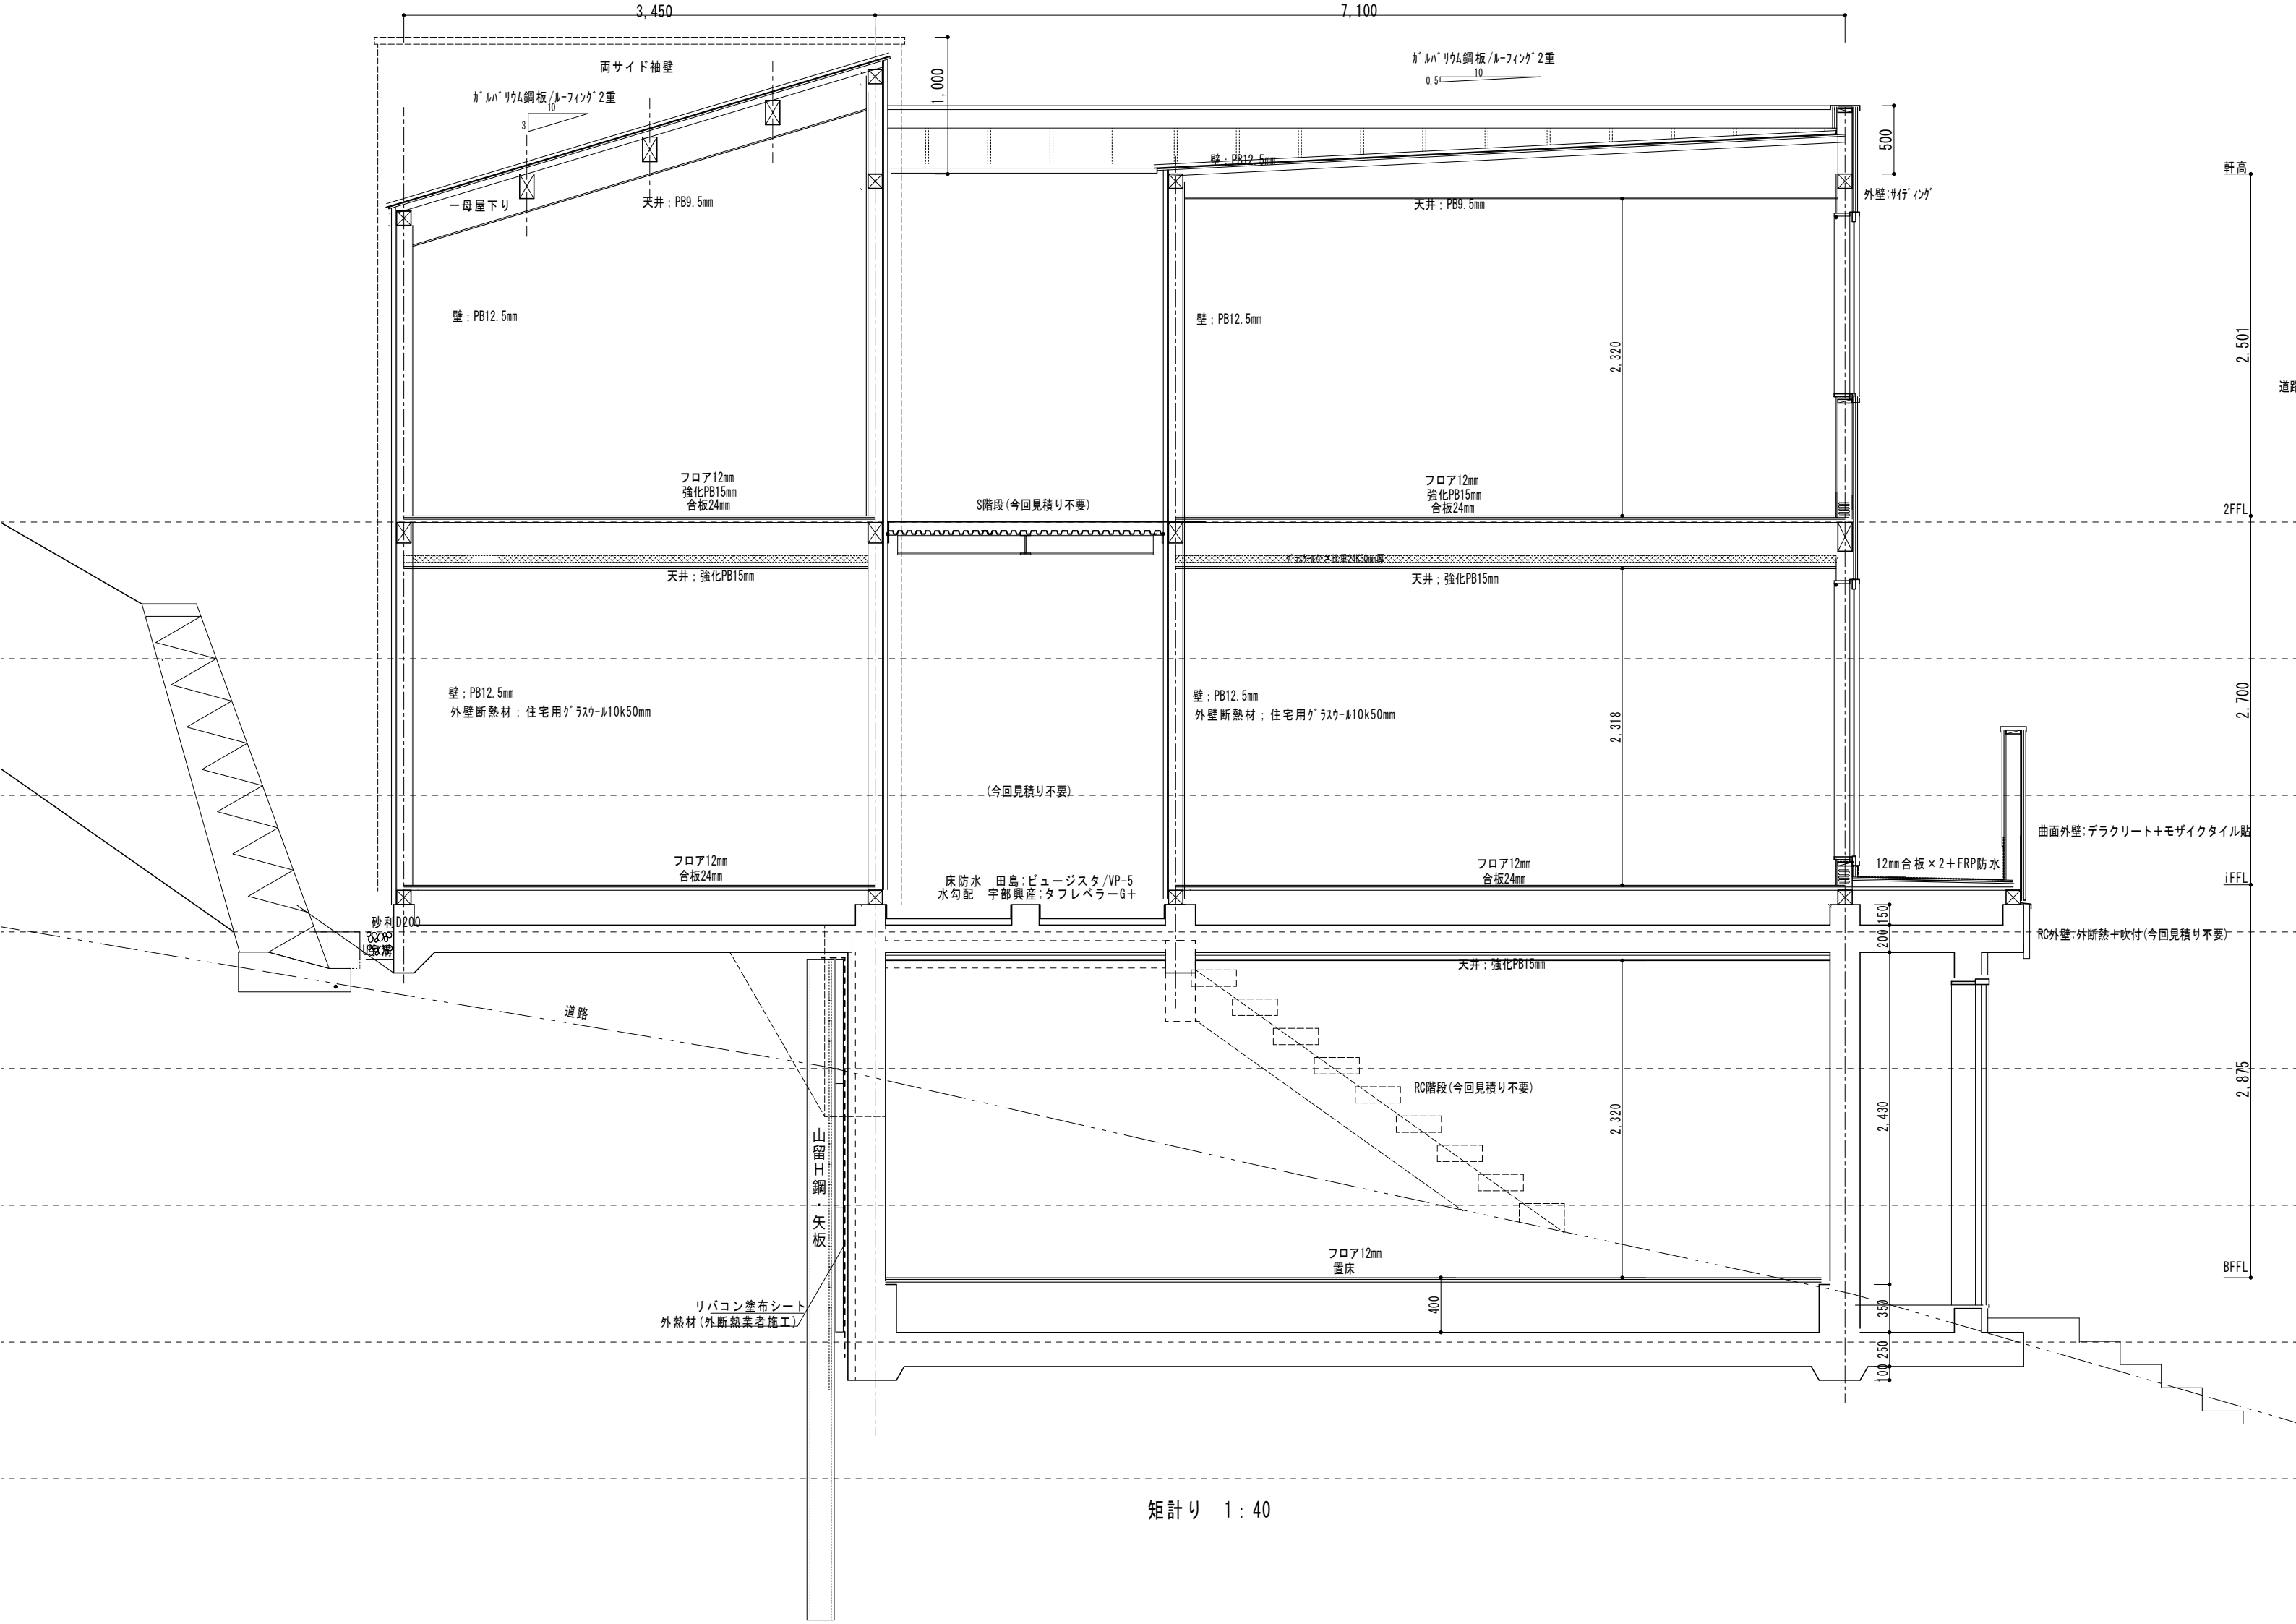 3,450
7,100
両サイド袖壁
ガルバリウム鋼板/ルーフィング2重
10
3
1,000
ガルバリウム鋼板/ルーフィング2重
10
0.5
500
壁；PB12.5mm
軒高
一母屋下り
天井；PB9.5mm
天井；PB9.5mm
外壁;サイディング
壁；PB12.5mm
壁；PB12.5mm
2,320
2,501
道路
フロア12mm
強化PB15mm
合板24mm
S階段(今回見積り不要)
フロア12mm
強化PB15mm
合板24mm
2FFL
グラスウールかさ比重24K50mm厚
天井；強化PB15mm
天井；強化PB15mm
壁；PB12.5mm
外壁断熱材；住宅用グラスウール10k50mm
壁；PB12.5mm
外壁断熱材；住宅用グラスウール10k50mm
2,318
2,700
(今回見積り不要)
曲面外壁;デラクリート＋モザイクタイル貼
フロア12mm
合板24mm
フロア12mm
合板24mm
12mm合板×2＋FRP防水
床防水　田島;ビュージスタ/VP-5
水勾配　宇部興産;タフレベラーG+
iFFL
砂利D200
150
200
RC外壁;外断熱＋吹付(今回見積り不要)
天井；強化PB15mm
道路
RC階段(今回見積り不要)
2,320
2,430
2,875
山留H鋼・矢板
フロア12mm
置床
BFFL
リバコン塗布シート
外熱材(外断熱業者施工)
400
350
250
100
矩計り　1：40